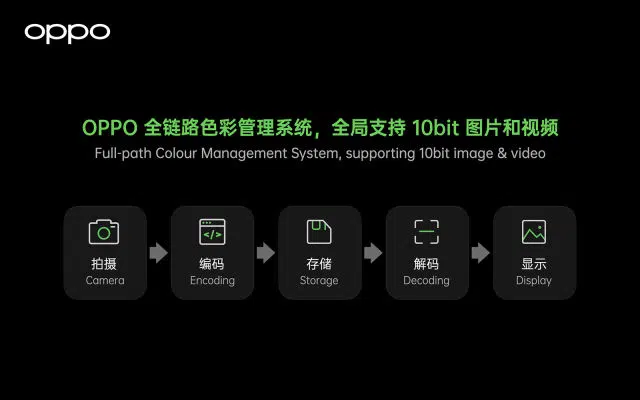 oppo
OPPO 全链路色彩管理系统，全局支持 10bit 图片和视频
Full-path Colour Management System, supporting 10bit image & video
拍摄
Camera
</>
编码
Encoding
存储
Storage
解码
Decoding
显示
Display